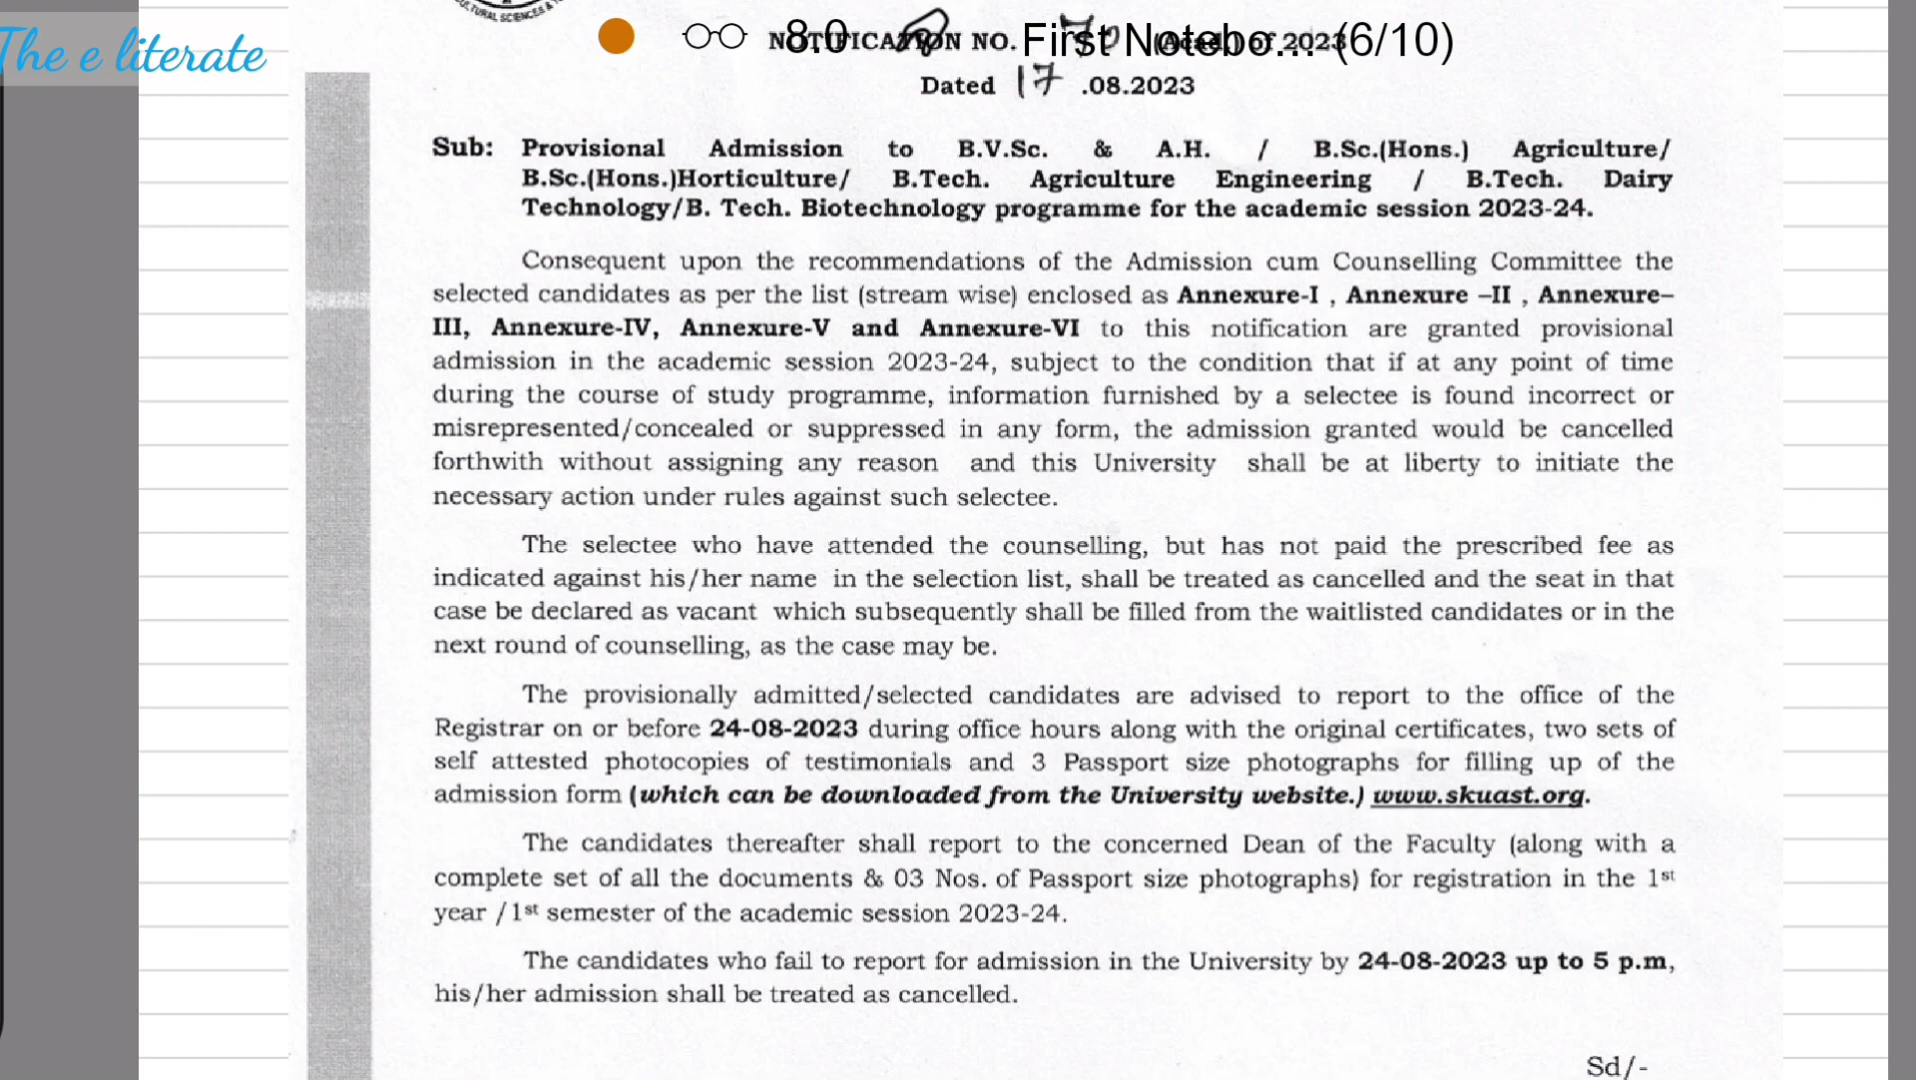 CULTURAL SCIENCES &
The e literate
8.0 First Notebo... (6/10)
NOTIFICATION NO. 70 (Acad.) of 2023
Dated 17 .08.2023
Sub: Provisional Admission to B.V.Sc. & A.H. / B.Sc.(Hons.) Agriculture/
B.Sc.(Hons.)Horticulture/ B.Tech. Agriculture Engineering / B.Tech. Dairy
Technology/B. Tech. Biotechnology programme for the academic session 2023-24.
Consequent upon the recommendations of the Admission cum Counselling Committee the
selected candidates as per the list (stream wise) enclosed as Annexure-I , Annexure –II , Annexure–
III, Annexure-IV, Annexure-V and Annexure-VI to this notification are granted provisional
admission in the academic session 2023-24, subject to the condition that if at any point of time
during the course of study programme, information furnished by a selectee is found incorrect or
misrepresented/concealed or suppressed in any form, the admission granted would be cancelled
forthwith without assigning any reason and this University shall be at liberty to initiate the
necessary action under rules against such selectee.
The selectee who have attended the counselling, but has not paid the prescribed fee as
indicated against his/her name in the selection list, shall be treated as cancelled and the seat in that
case be declared as vacant which subsequently shall be filled from the waitlisted candidates or in the
next round of counselling, as the case may be.
The provisionally admitted/selected candidates are advised to report to the office of the
Registrar on or before 24-08-2023 during office hours along with the original certificates, two sets of
self attested photocopies of testimonials and 3 Passport size photographs for filling up of the
admission form (which can be downloaded from the University website.) www.skuast.org.
The candidates thereafter shall report to the concerned Dean of the Faculty (along with a
complete set of all the documents & 03 Nos. of Passport size photographs) for registration in the 1st
year /1st semester of the academic session 2023-24.
The candidates who fail to report for admission in the University by 24-08-2023 up to 5 p.m,
his/her admission shall be treated as cancelled.
Sd/-